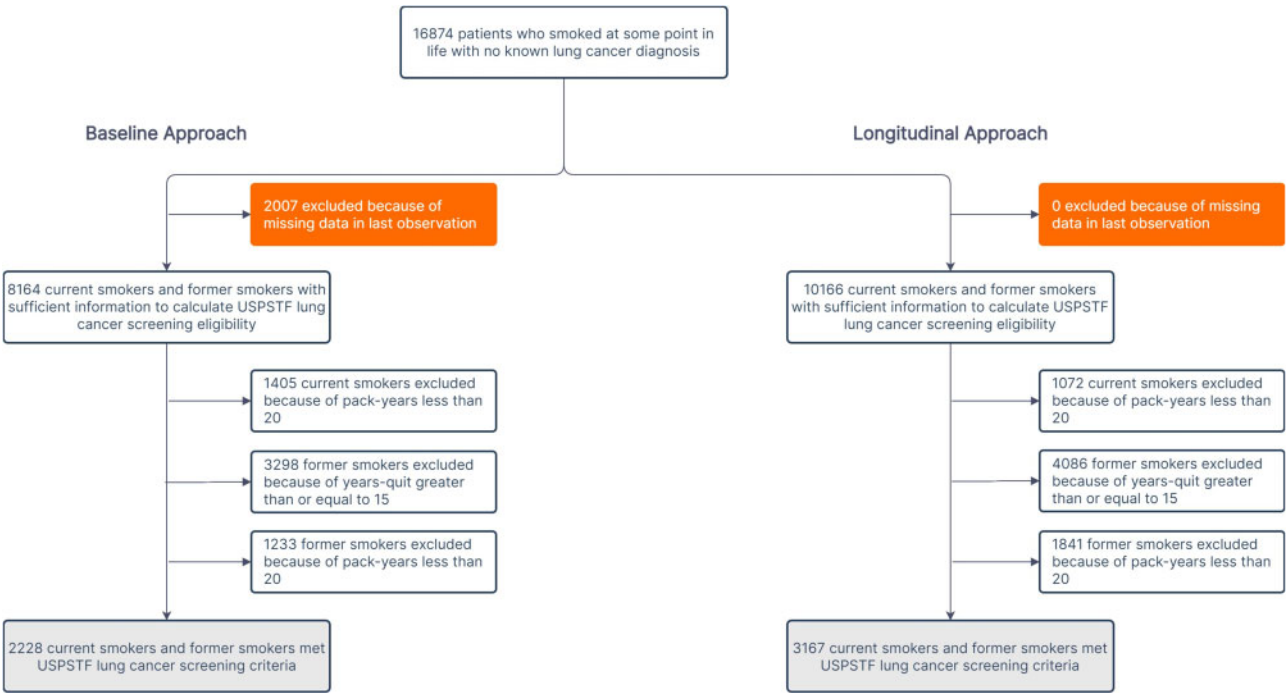 16874 patients who smoked at some point in
life with no known lung cancer diagnosis
Baseline Approach
Longitudinal Approach
2007 excluded because of
missing data in last observation
0 excluded because of missing
data in last observation
8164 current smokers and former smokers with
sufficient information to calculate USPSTF lung
cancer screening eligibility
10166 current smokers and former smokers
with sufficient information to calculate USPSTF
lung cancer screening eligibility
1405 current smokers excluded
because of pack-years less than
20
1072 current smokers excluded
because of pack-years less than
20
3298 former smokers excluded
because of years-quit greater
than or equal to 15
4086 former smokers excluded
because of years-quit greater
than or equal to 15
1233 former smokers excluded
because of pack-years less than
20
1841 former smokers excluded
because of pack-years less than
20
2228 current smokers and former smokers met
USPSTF lung cancer screening criteria
3167 current smokers and former smokers met
USPSTF lung cancer screening criteria